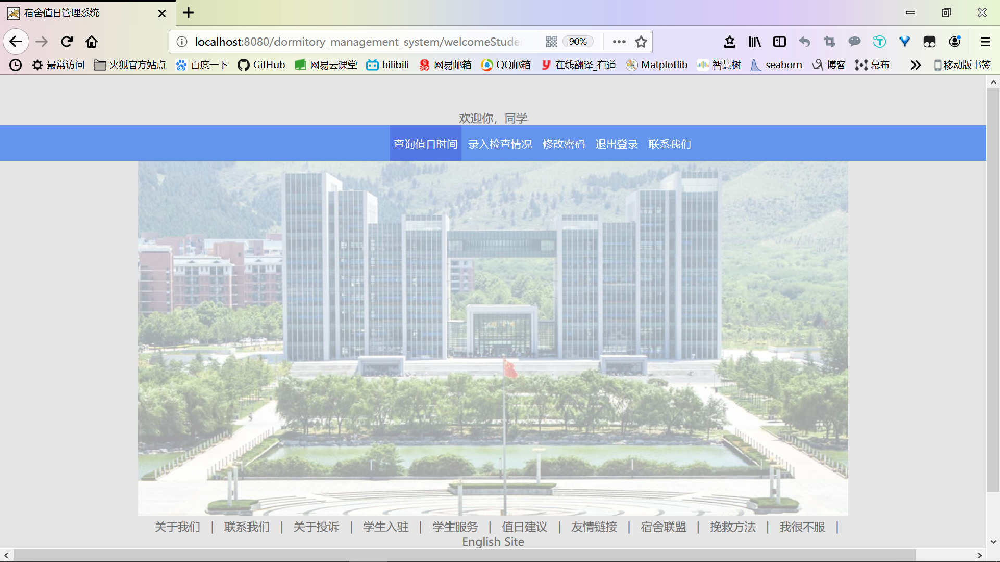 宿舍值日管理系统
localhost:8080/dormitory_management_system/welcomeStude
90%
最常访问 火狐官方站点 百度一下 GitHub 网易云课堂 bilibili 网易邮箱 QQ邮箱 在线翻译_有道 Matplotlib 智慧树 seaborn 博客 幕布 移动版书签
欢迎你，同学
查询值日时间 录入检查情况 修改密码 退出登录 联系我们
关于我们 | 联系我们 | 关于投诉 | 学生入驻 | 学生服务 | 值日建议 | 友情链接 | 宿舍联盟 | 挽救方法 | 我很不服 |
English Site